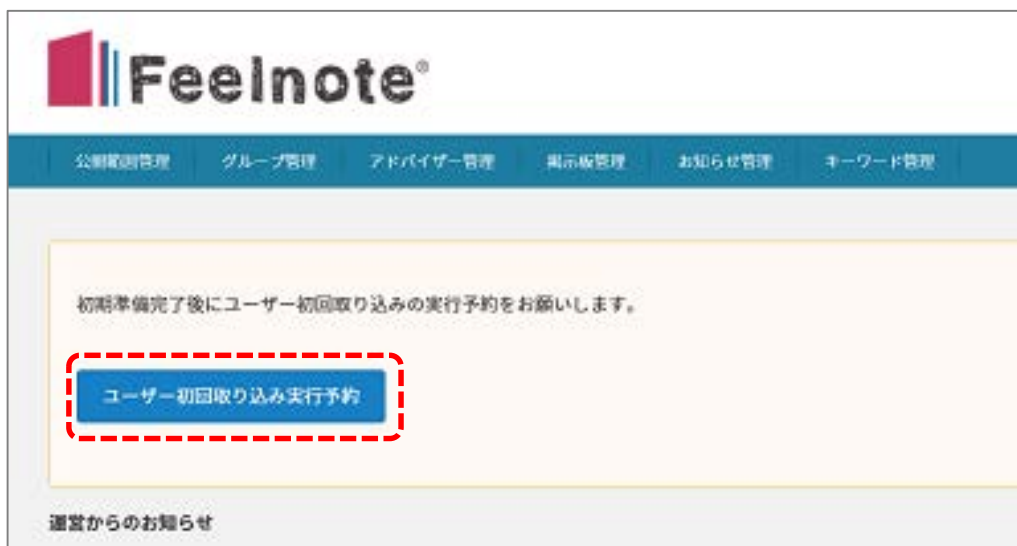 Feelnote®
公開範囲管理 グループ管理 アドバイザー管理 掲示板管理 お知らせ管理 キーワード管理
初期準備完了後にユーザー初回取り込みの実行予約をお願いします。
ユーザー初回取り込み実行予約
運営からのお知らせ